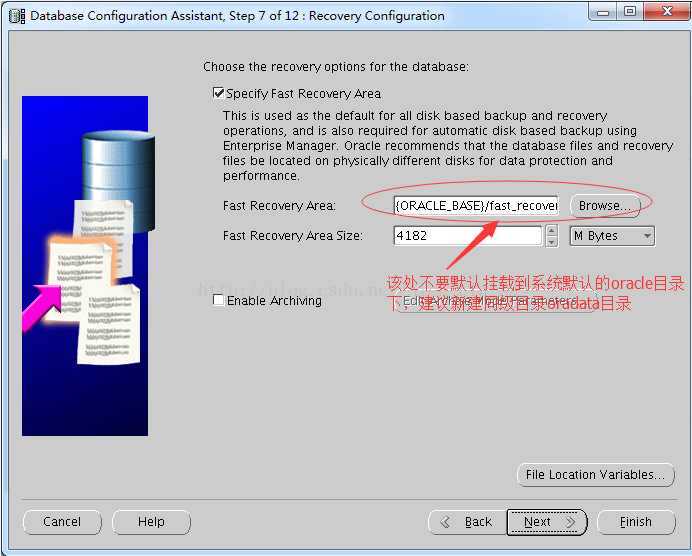 Database Configuration Assistant, Step 7 of 12 : Recovery Configuration
Choose the recovery options for the database:
Specify Fast Recovery Area
This is used as the default for all disk based backup and recovery
operations, and is also required for automatic disk based backup using
Enterprise Manager. Oracle recommends that the database files and recovery
files be located on physically different disks for data protection and
performance.
Fast Recovery Area:
{ORACLE_BASE}/fast_recover
Browse...
Fast Recovery Area Size:
4182
M Bytes
该处不要默认挂载到系统默认的oracle目录
下，建议新建同级目录oradata目录
http://blog.csdn.ne
Enable Archiving
Edit Archive Mode Parameters...
File Location Variables...
Cancel
Help
Back
Next
Finish